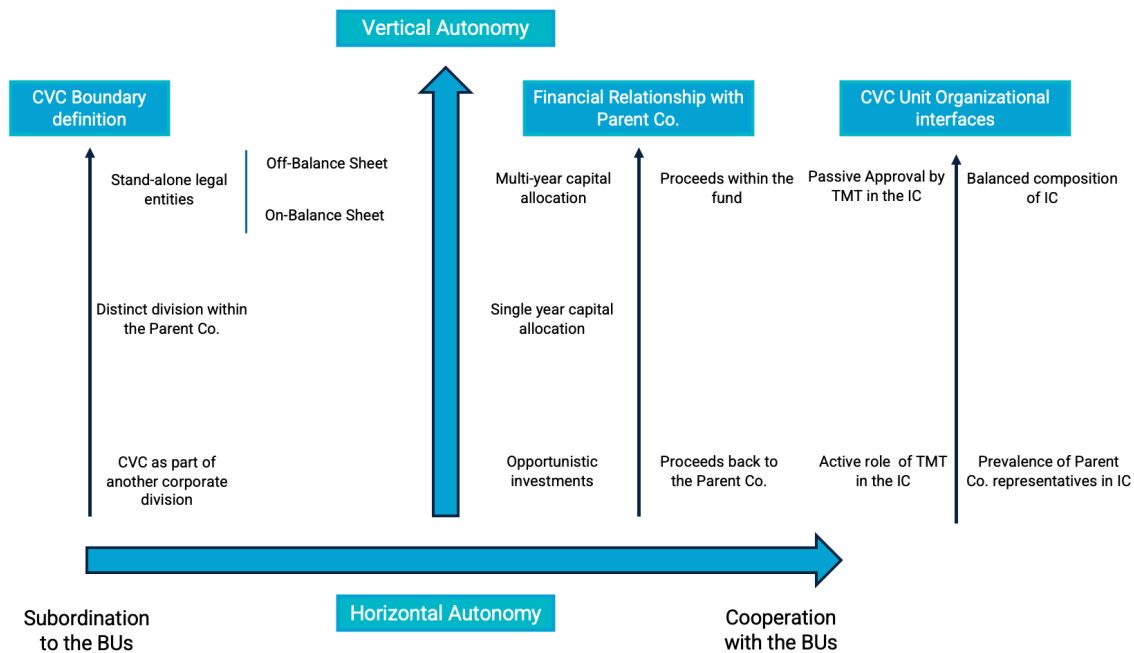 Vertical Autonomy
CVC Boundary
definition
Financial Relationship with
Parent Co.
CVC Unit Organizational
interfaces
Stand-alone legal
entities
Off-Balance Sheet
On-Balance Sheet
Multi-year capital
allocation
Proceeds within the
fund
Passive Approval by
TMT in the IC
Balanced composition
of IC
Distinct division within
the Parent Co.
Single year capital
allocation
CVC as part of
another corporate
division
Opportunistic
investments
Proceeds back to
the Parent Co.
Active role of TMT
in the IC
Prevalence of Parent
Co. representatives in IC
Subordination
to the BUs
Horizontal Autonomy
Cooperation
with the BUs